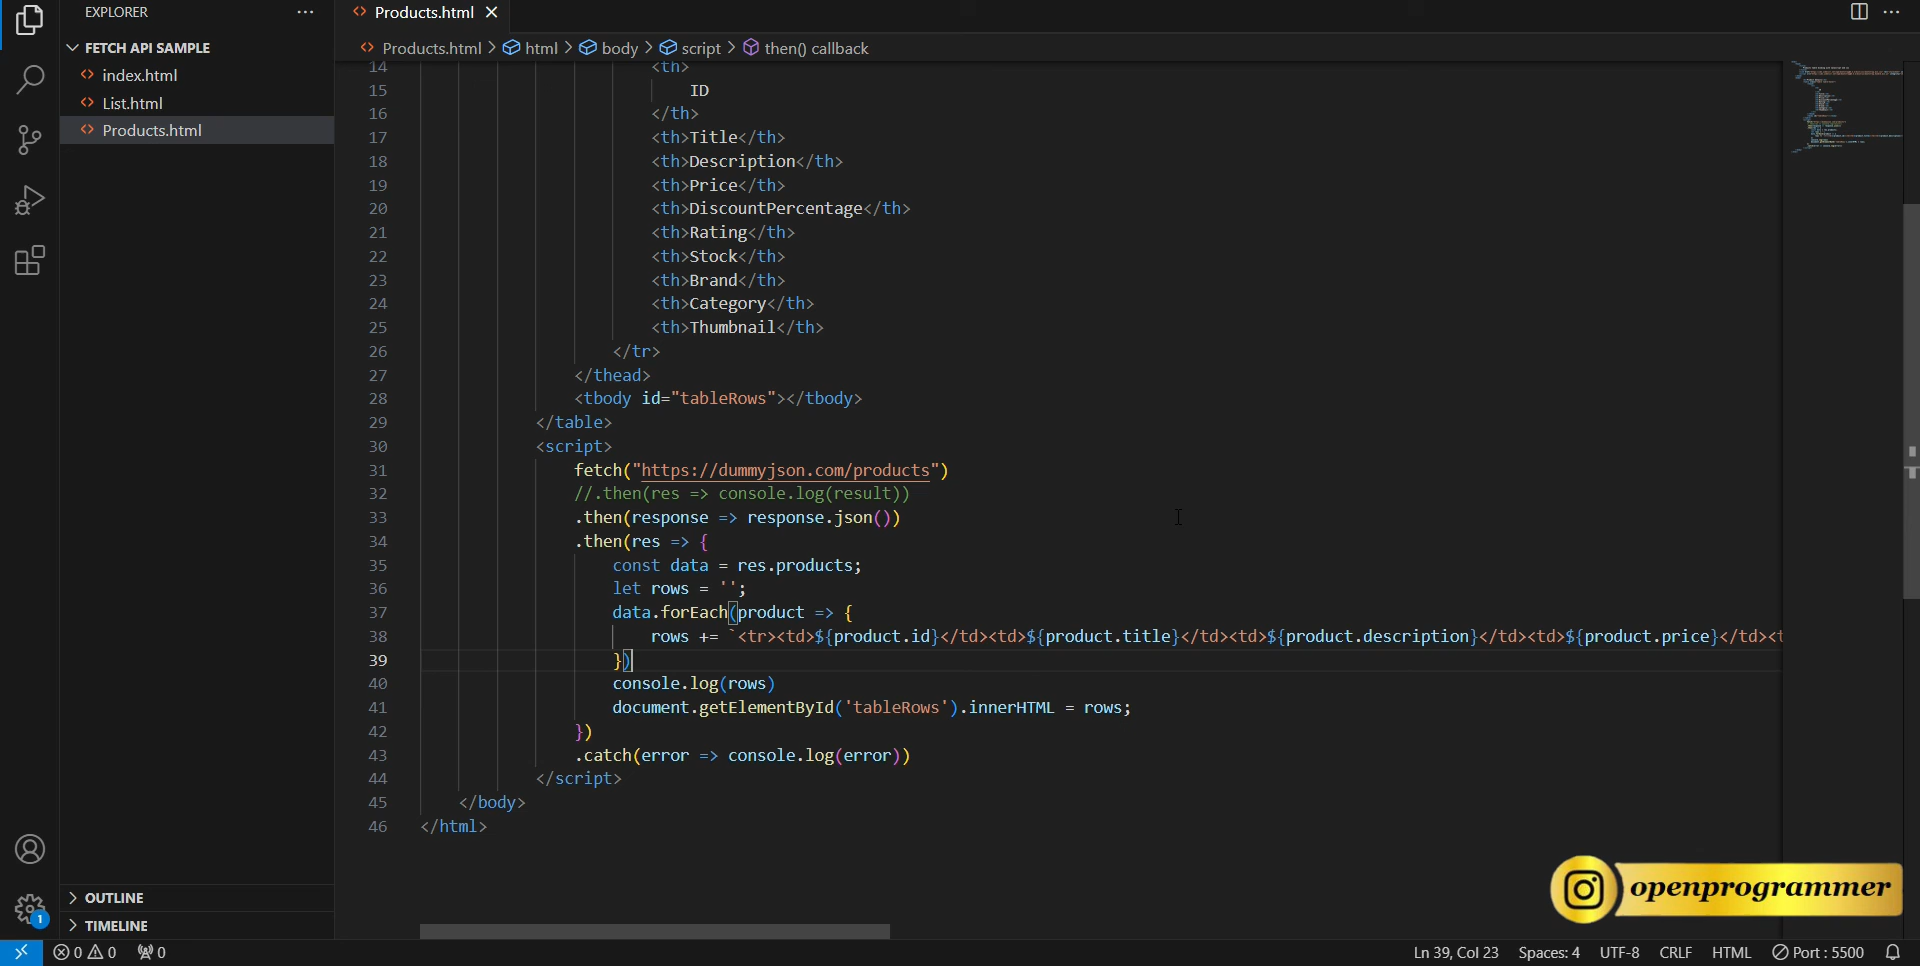 EXPLORER
FETCH API SAMPLE
index.html
List.html
Products.html
OUTLINE
TIMELINE
Products.html
Products.html > html > body > script > then() callback
14 <th>
15 ID
16 </th>
17 <th>Title</th>
18 <th>Description</th>
19 <th>Price</th>
20 <th>DiscountPercentage</th>
21 <th>Rating</th>
22 <th>Stock</th>
23 <th>Brand</th>
24 <th>Category</th>
25 <th>Thumbnail</th>
26 </tr>
27 </thead>
28 <tbody id="tableRows"></tbody>
29 </table>
30 <script>
31 fetch("https://dummyjson.com/products")
32 //.then(res => console.log(result))
33 .then(response => response.json())
34 .then(res => {
35 const data = res.products;
36 let rows = '';
37 data.forEach(product => {
38 rows += `<tr><td>${product.id}</td><td>${product.title}</td><td>${product.description}</td><td>${product.price}</td><t
39 })
40 console.log(rows)
41 document.getElementById('tableRows').innerHTML = rows;
42 })
43 .catch(error => console.log(error))
44 </script>
45 </body>
46 </html>
openprogrammer
1
0 0 0
Ln 39, Col 23 Spaces: 4 UTF-8 CRLF HTML Port : 5500